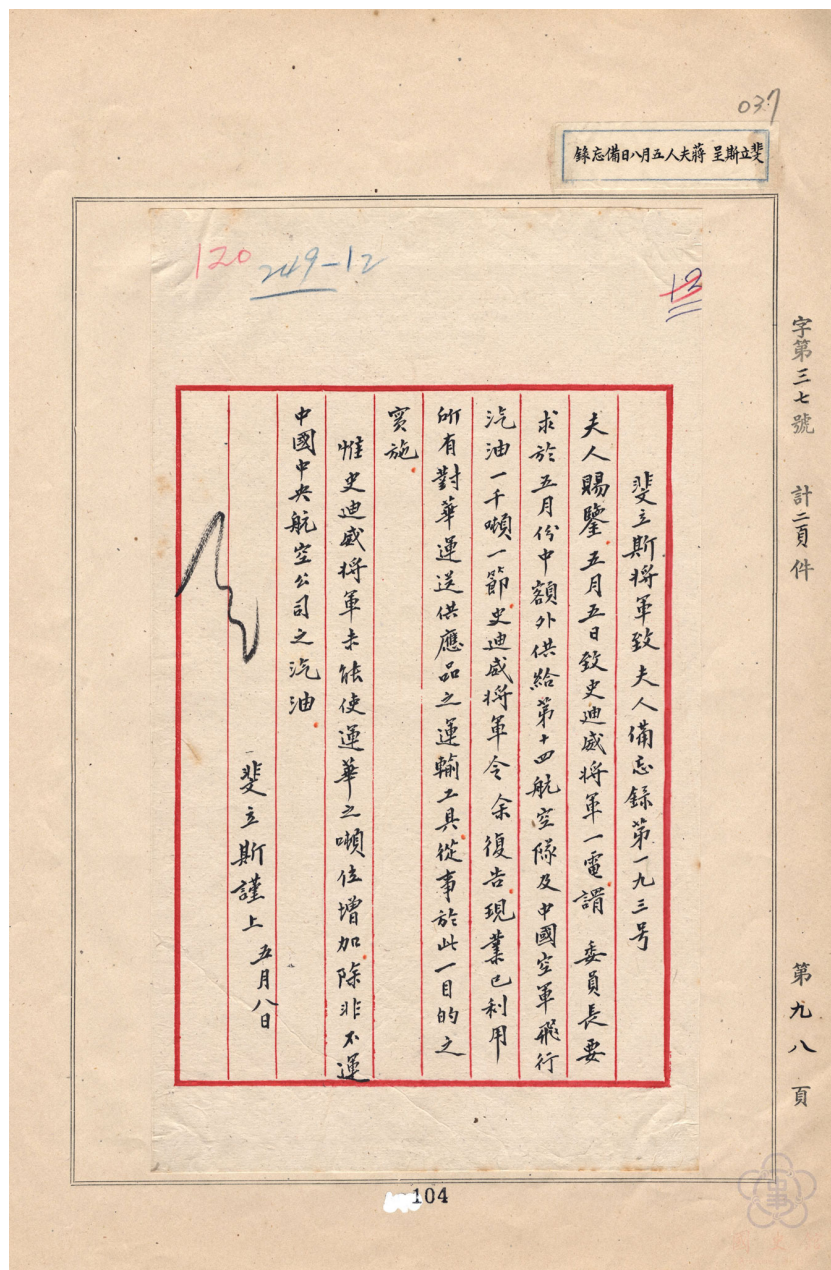 037
斐立斯呈 蔣夫人五月八日備忘錄
120
249-12
12
斐立斯将軍致 夫人備忘錄第一九三号
夫人賜鑒五月五日致史迪威将軍一電謂 委員長要
求於五月份中額外供給第十四航空隊及中國空軍飛行
汽油一千噸一節史迪威将軍令余復告現業已利用
所有對華運送供應品之運輸工具從事於此一目的之
實施
惟史迪威将軍未能使運華之噸位增加除非不運
中國中央航空公司之汽油
斐立斯謹上 五月八日
字第三七號 計二頁件 第九八頁
104